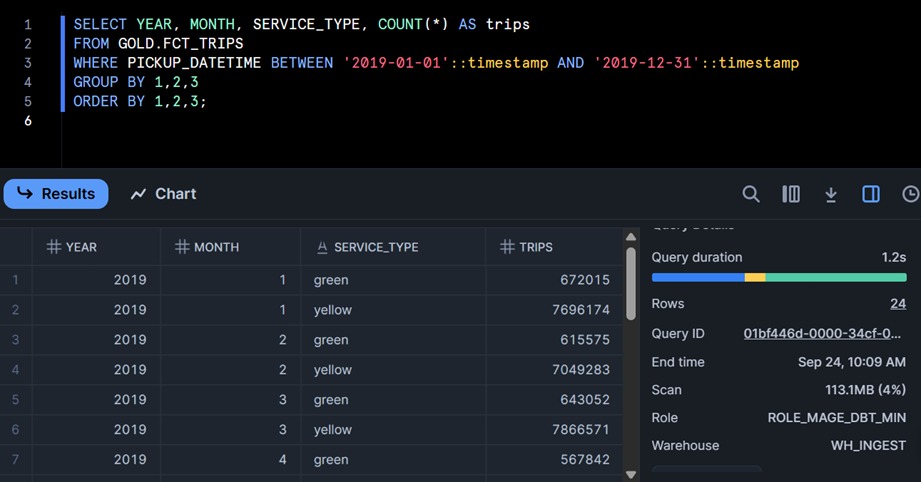 1 SELECT YEAR, MONTH, SERVICE_TYPE, COUNT(*) AS trips
2 FROM GOLD.FCT_TRIPS
3 WHERE PICKUP_DATETIME BETWEEN '2019-01-01'::timestamp AND '2019-12-31'::timestamp
4 GROUP BY 1,2,3
5 ORDER BY 1,2,3;
6
Results Chart
YEAR MONTH SERVICE_TYPE TRIPS
1 2019 1 green 672015
2 2019 1 yellow 7696174
3 2019 2 green 615575
4 2019 2 yellow 7049283
5 2019 3 green 643052
6 2019 3 yellow 7866571
7 2019 4 green 567842
Query Details
Query duration 1.2s
Rows 24
Query ID 01bf446d-0000-34cf-0...
End time Sep 24, 10:09 AM
Scan 113.1MB (4%)
Role ROLE_MAGE_DBT_MIN
Warehouse WH_INGEST